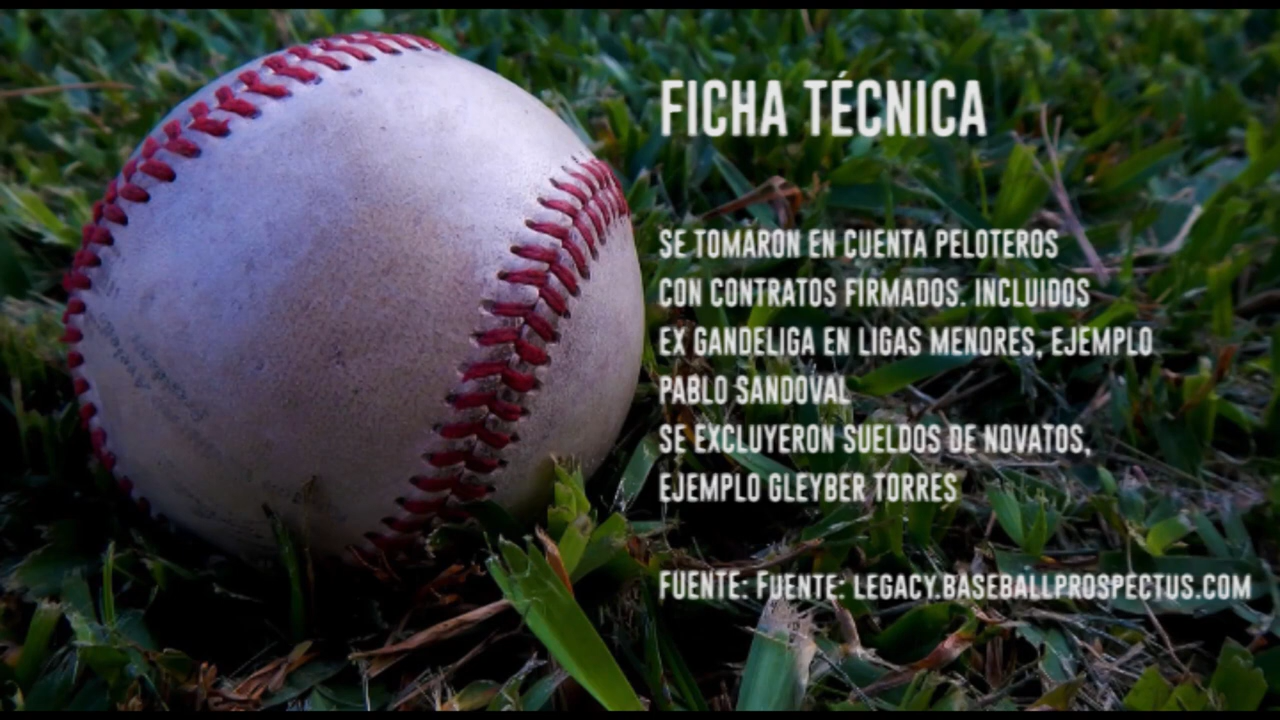 FICHA TÉCNICA
SE TOMARON EN CUENTA PELOTEROS
CON CONTRATOS FIRMADOS. INCLUIDOS
EX GANDELIGA EN LIGAS MENORES, EJEMPLO
PABLO SANDOVAL
SE EXCLUYERON SUELDOS DE NOVATOS,
EJEMPLO GLEYBER TORRES
FUENTE: FUENTE: LEGACY.BASEBALLPROSPECTUS.COM